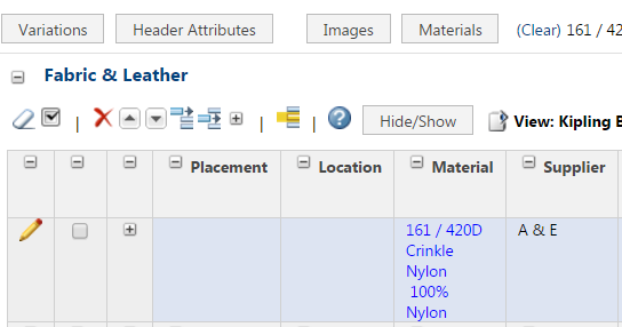 Variations Header Attributes Images Materials (Clear) 161 / 42
Fabric & Leather
Hide/Show View: Kipling
Placement Location Material Supplier
161 / 420D A & E
Crinkle
Nylon
100%
Nylon